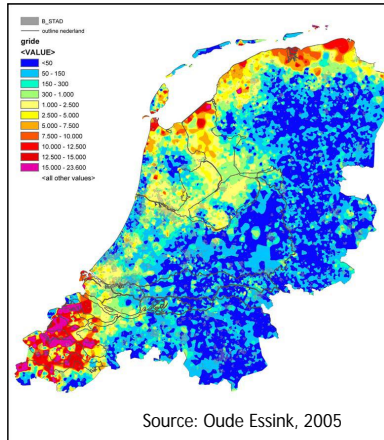 B_STAD
outline nederland
gride
<VALUE>
<50
50 - 150
150 - 300
300 - 1.000
1.000 - 2.500
2.500 - 5.000
5.000 - 7.500
7.500 - 10.000
10.000 - 12.500
12.500 - 15.000
15.000 - 23.600
<all other values>
Source: Oude Essink, 2005